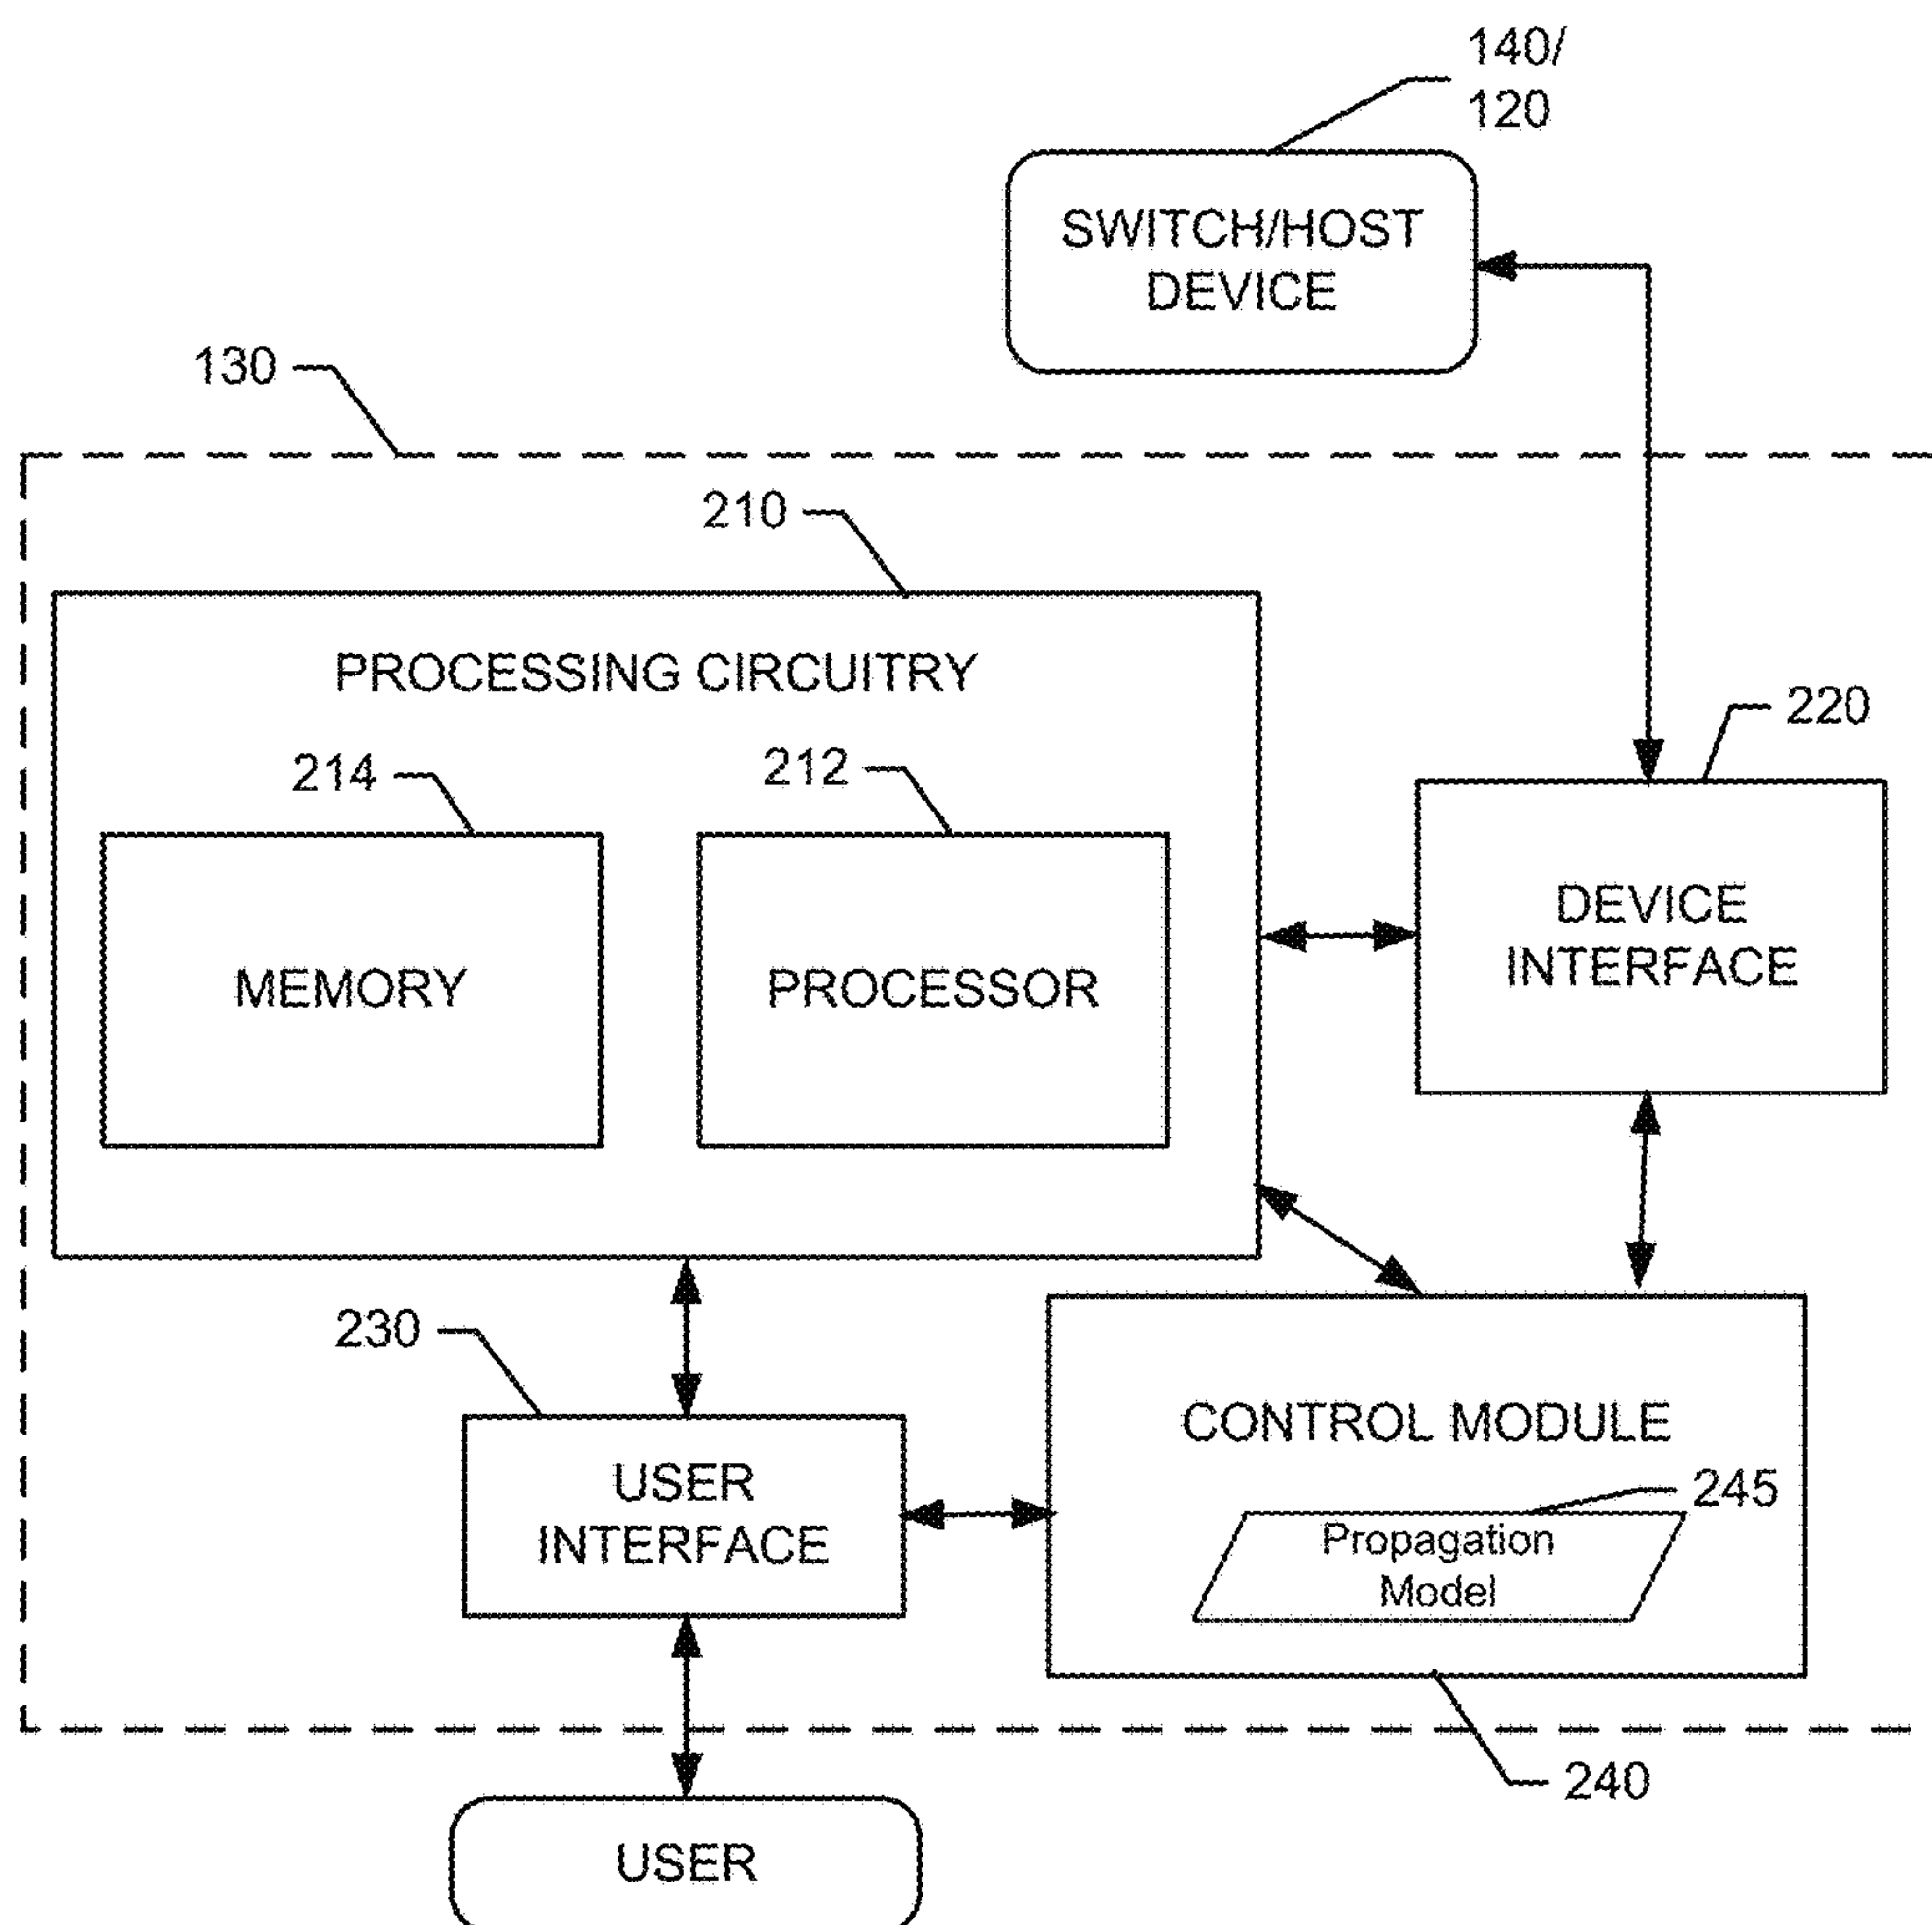 140/
120
SWITCH/HOST
DEVICE
130
210
PROCESSING CIRCUITRY
220
214
212
DEVICE
INTERFACE
MEMORY
PROCESSOR
230
CONTROL MODULE
USER
INTERFACE
245
Propagation
Model
240
USER